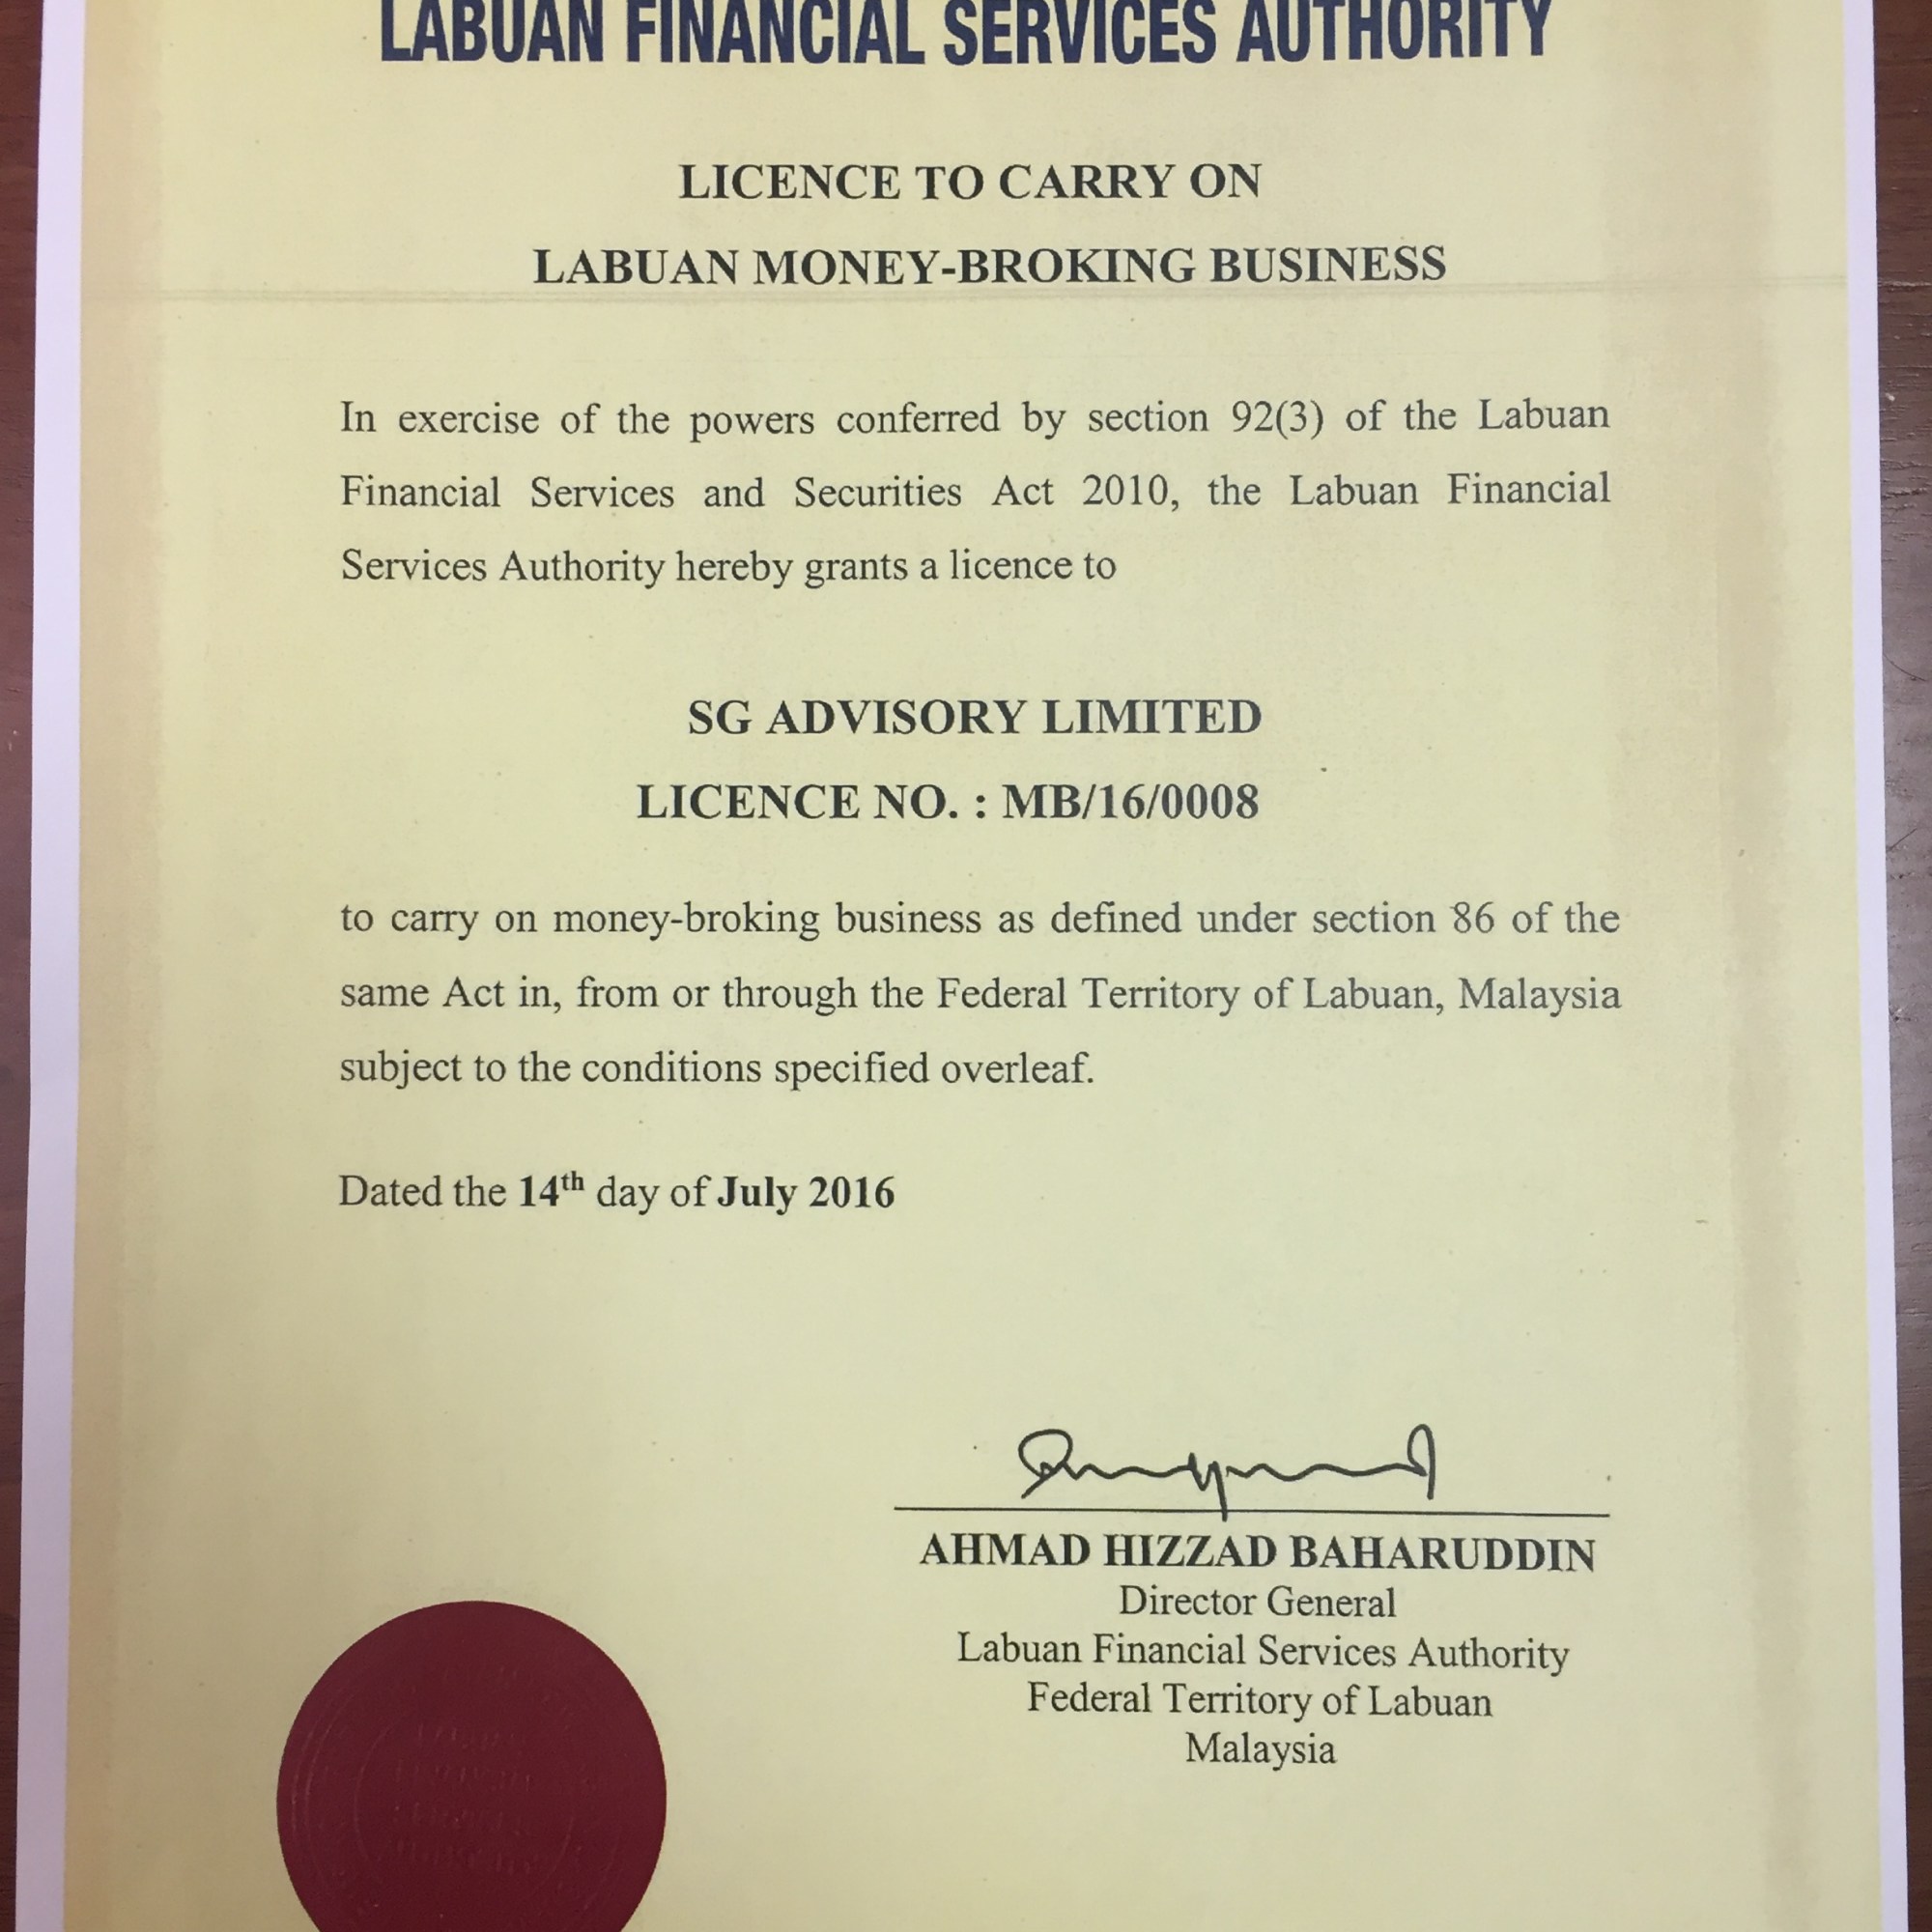 LABUAN FINANCIAL SERVICES AUTHORITY
LICENCE TO CARRY ON
LABUAN MONEY-BROKING BUSINESS
In exercise of the powers conferred by section 92(3) of the Labuan
Financial Services and Securities Act 2010, the Labuan Financial
Services Authority hereby grants a licence to
SG ADVISORY LIMITED
LICENCE NO. : MB/16/0008
to carry on money-broking business as defined under section 86 of the
same Act in, from or through the Federal Territory of Labuan, Malaysia
subject to the conditions specified overleaf.
Dated the 14th day of July 2016
AHMAD HIZZAD BAHARUDDIN
Director General
Labuan Financial Services Authority
Federal Territory of Labuan
Malaysia